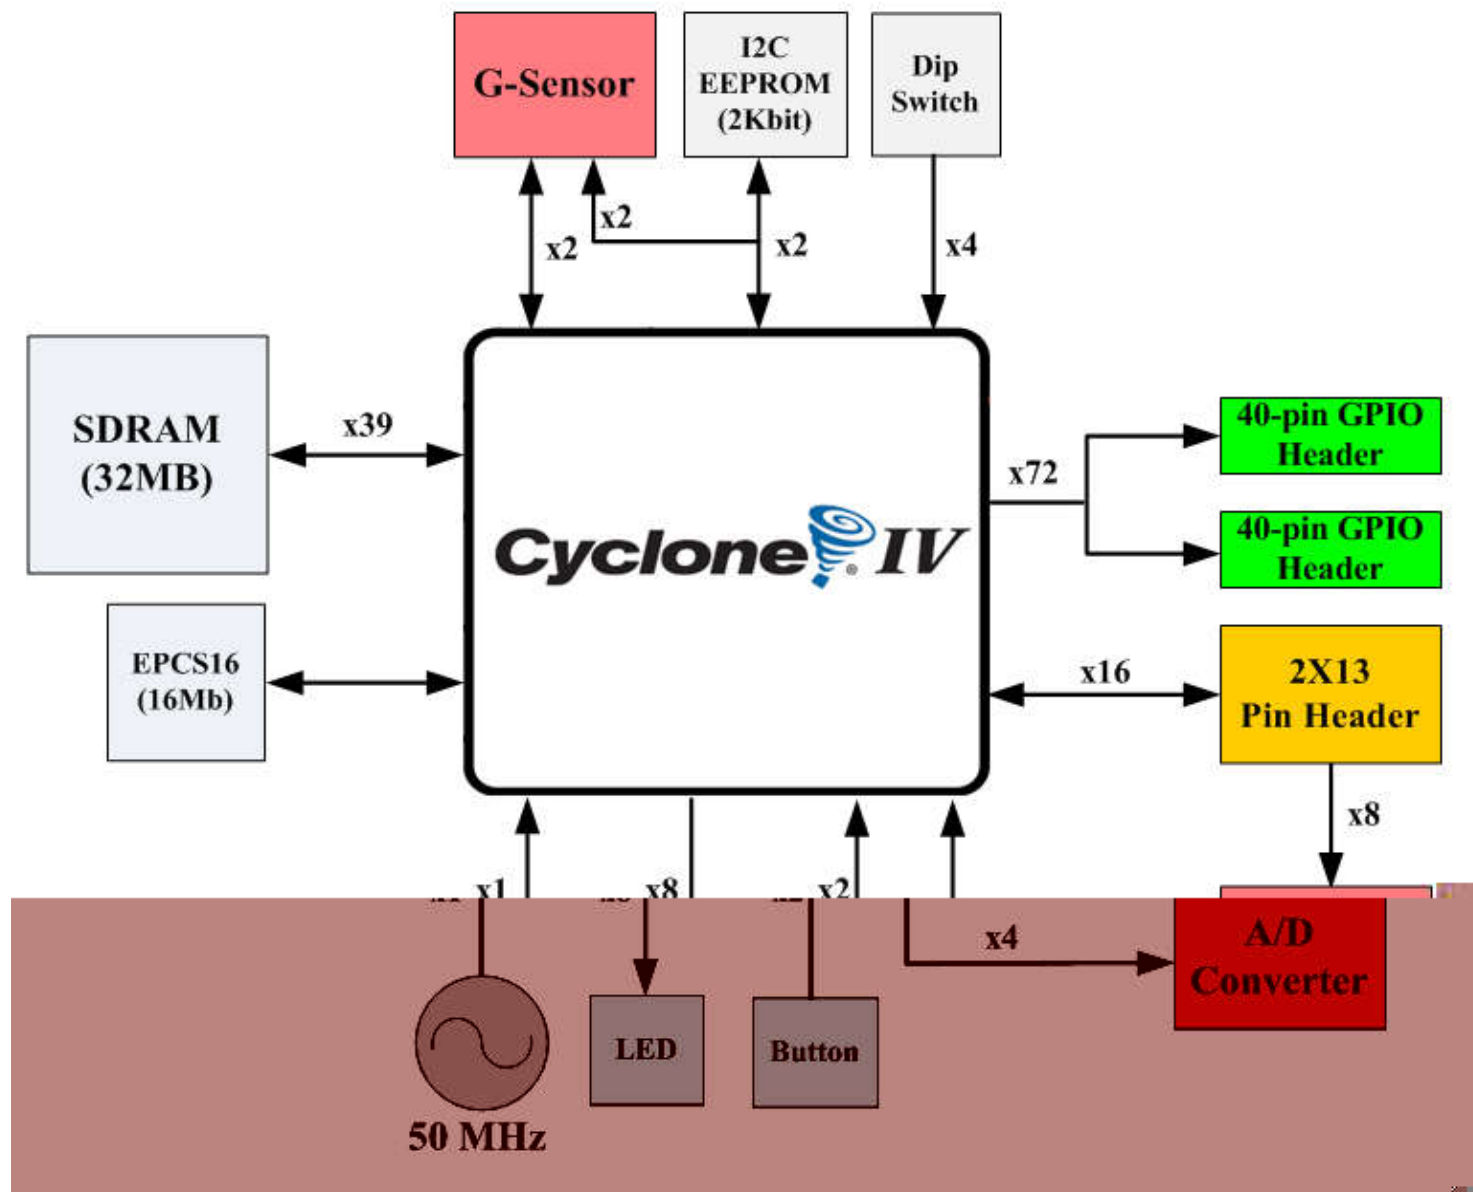 G-Sensor
I2C
EEPROM
(2Kbit)
Dip
Switch
x2
x2
x2
x4
SDRAM
(32MB)
x39
Cyclone® IV
x72
40-pin GPIO
Header
40-pin GPIO
Header
EPCS16
(16Mb)
x16
2X13
Pin Header
x8
x1
x8
x2
x4
A/D
Converter
LED
Button
50 MHz